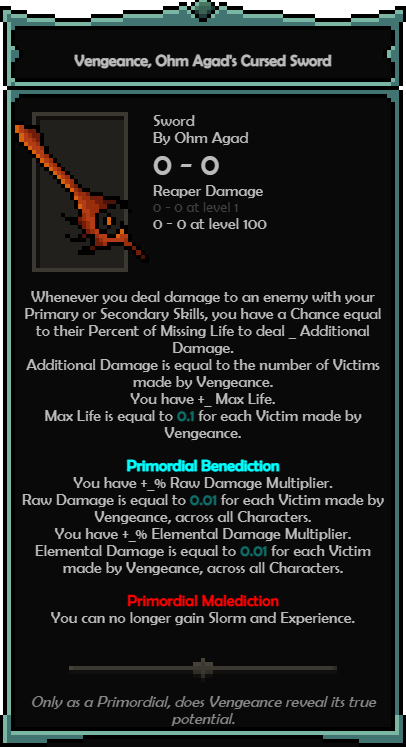 Vengeance, Ohm Agad's Cursed Sword
Sword
By Ohm Agad
0 - 0
Reaper Damage
0 - 0 at level 1
0 - 0 at level 100
Whenever you deal damage to an enemy with your
Primary or Secondary Skills, you have a Chance equal
to their Percent of Missing Life to deal _ Additional
Damage.
Additional Damage is equal to the number of Victims
made by Vengeance.
You have +_ Max Life.
Max Life is equal to 0.1 for each Victim made by
Vengeance.
Primordial Benediction
You have +_% Raw Damage Multiplier.
Raw Damage is equal to 0.01 for each Victim made by
Vengeance, across all Characters.
You have +_% Elemental Damage Multiplier.
Elemental Damage is equal to 0.01 for each Victim
made by Vengeance, across all Characters.
Primordial Malediction
You can no longer gain Slorm and Experience.
Only as a Primordial, does Vengeance reveal its true
potential.